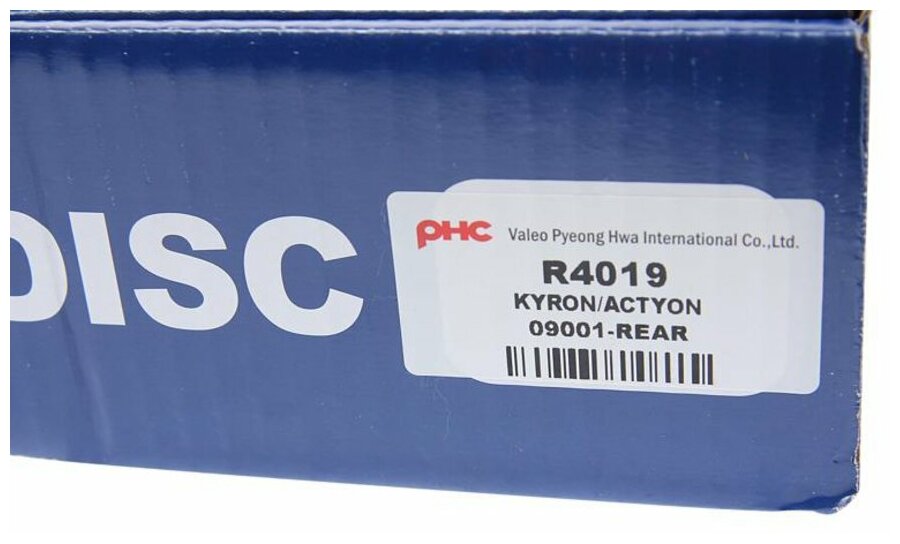 DISC
PHC Valeo Pyeong Hwa International Co.,Ltd.
R4019
KYRON/ACTYON
09001-REAR